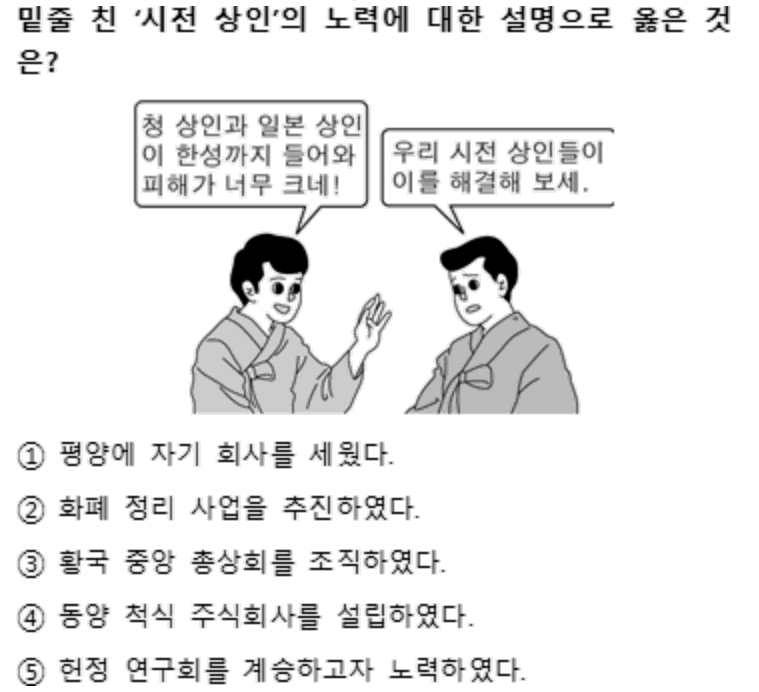 밑줄 친 ‘시전 상인’의 노력에 대한 설명으로 옳은 것
은?
청 상인과 일본 상인
이 한성까지 들어와
피해가 너무 크네!
우리 시전 상인들이
이를 해결해 보세.
① 평양에 자기 회사를 세웠다.
② 화폐 정리 사업을 추진하였다.
③ 황국 중앙 총상회를 조직하였다.
④ 동양 척식 주식회사를 설립하였다.
⑤ 헌정 연구회를 계승하고자 노력하였다.